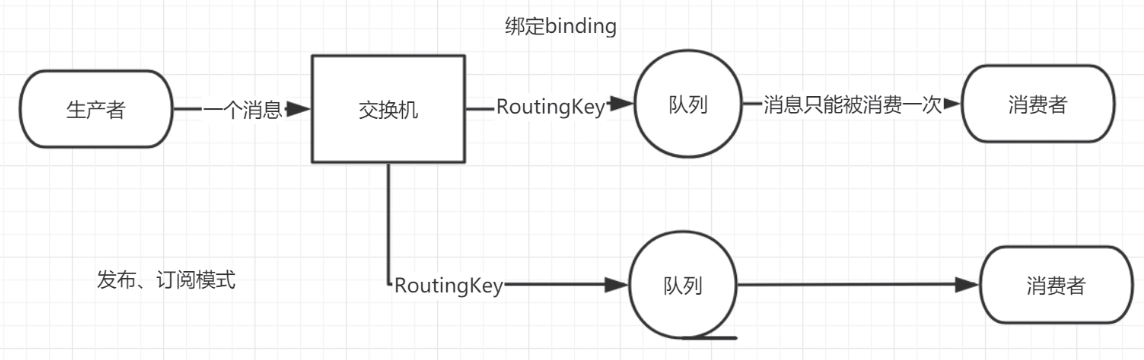 绑定binding
生产者
一个消息
交换机
RoutingKey
队列
消息只能被消费一次
消费者
发布、订阅模式
RoutingKey
队列
消费者